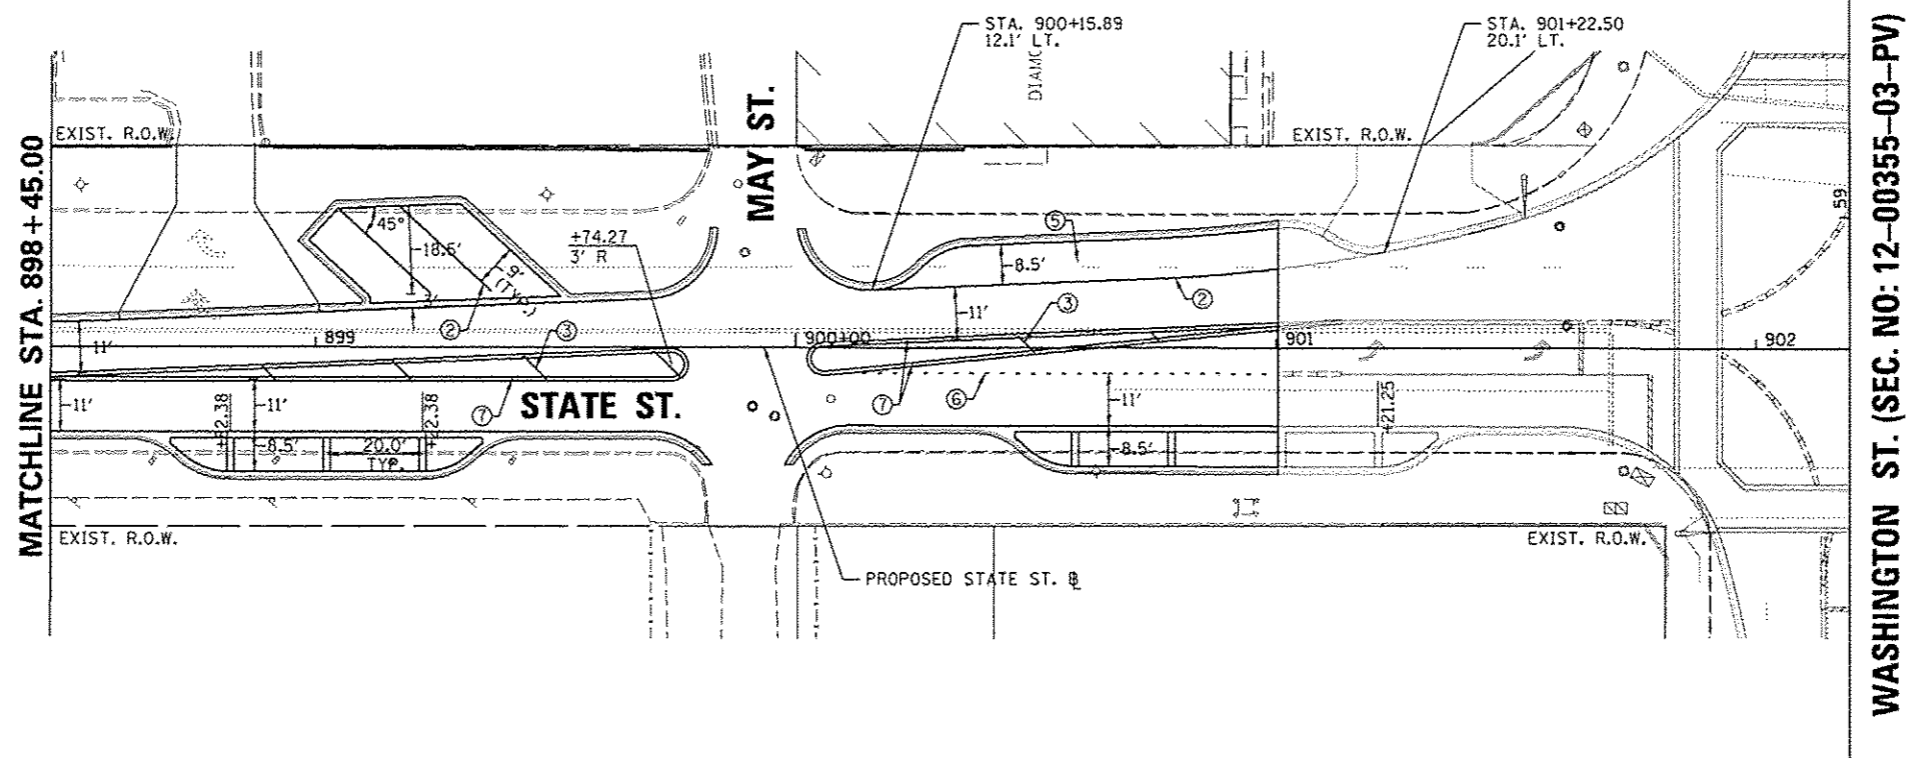 STA. 900+15.89
12.1' LT.
STA. 901+22.50
20.1' LT.
MATCHLINE STA. 898+45.00
EXIST. R.O.W.
MAY ST.
EXIST. R.O.W.
WASHINGTON ST. (SEC. NO: 12-00355-03-PV)
45°
18.5'
9'
(TYP.)
+74.27
3' R
5
8.5'
59
2
3
11'
3
2
11'
899
900+00
901
902
11'
11'
7
STATE ST.
7
6
11'
+21.25
+22.38
8.5'
20.0'
TYP.
+62.38
8.5'
EXIST. R.O.W.
EXIST. R.O.W.
PROPOSED STATE ST. ℄